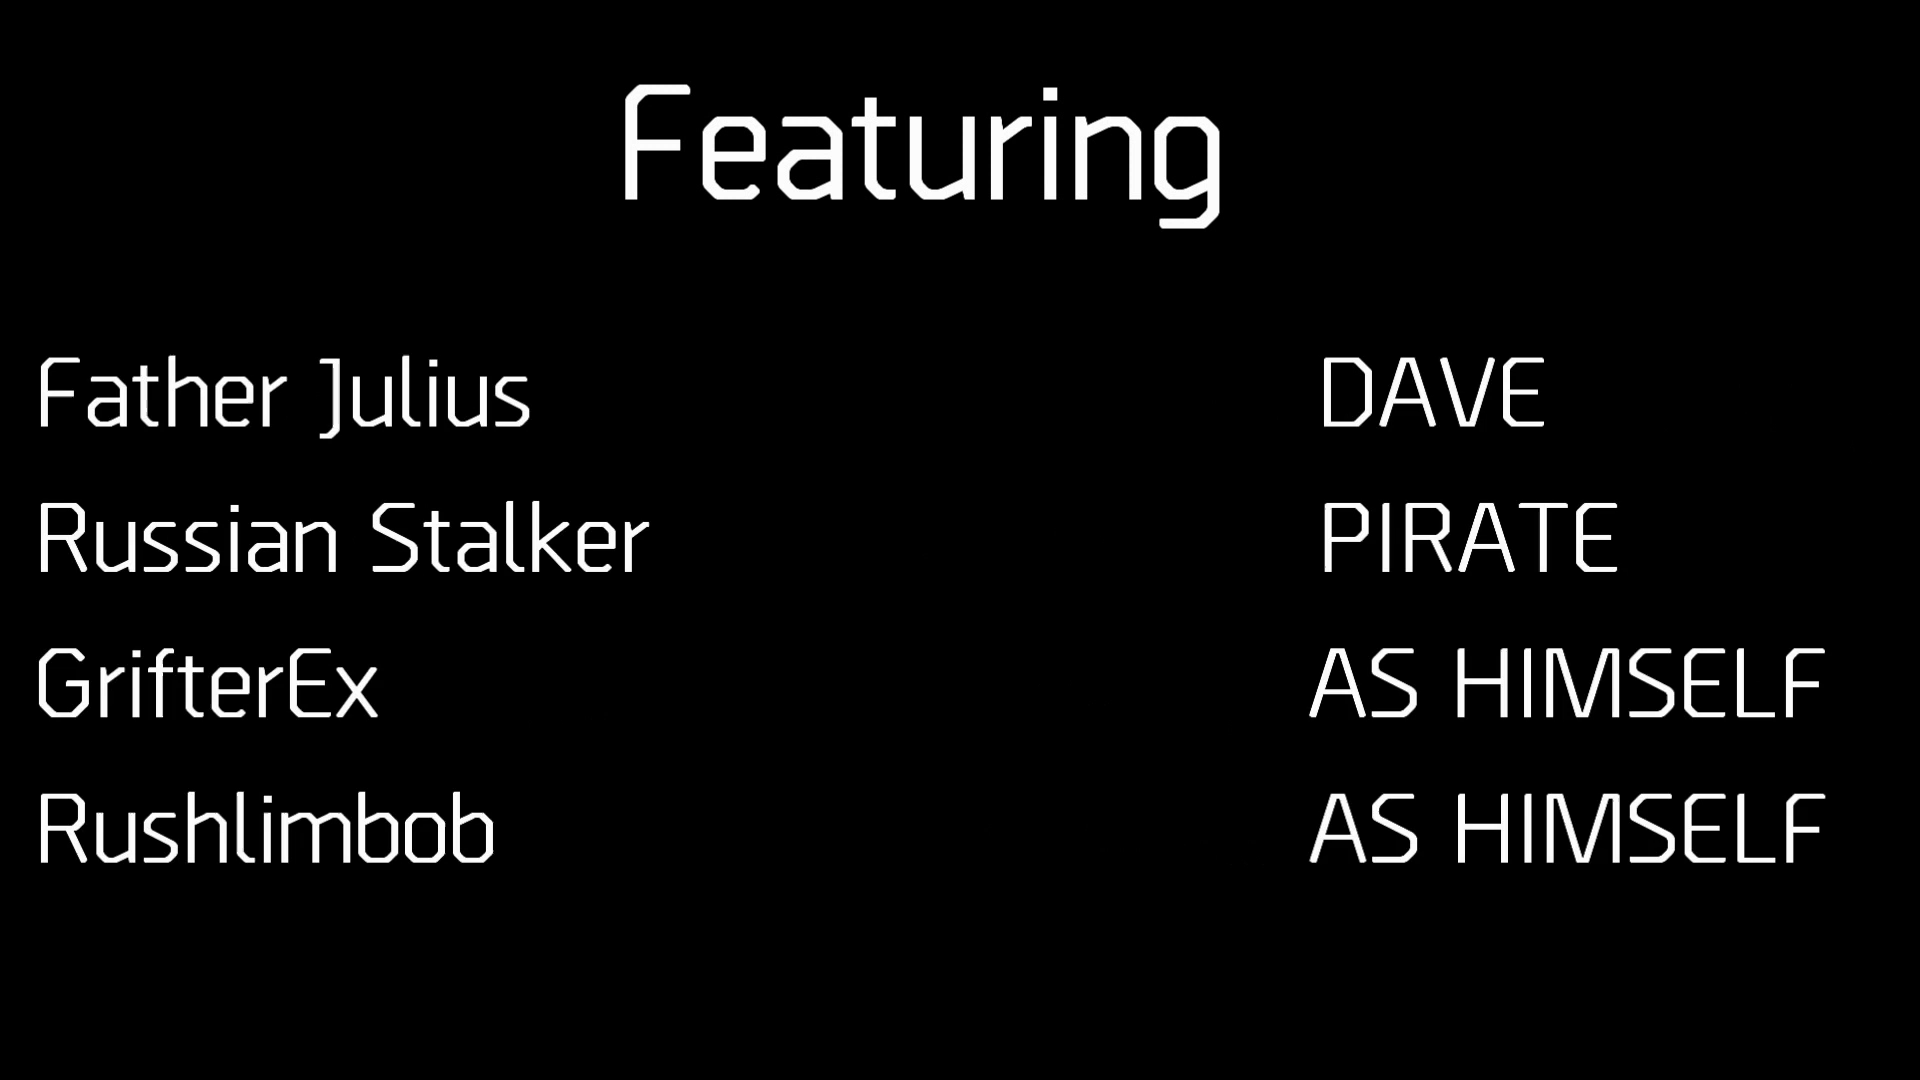 Featuring
Father Julius DAVE
Russian Stalker PIRATE
GrifterEx AS HIMSELF
Rushlimbob AS HIMSELF